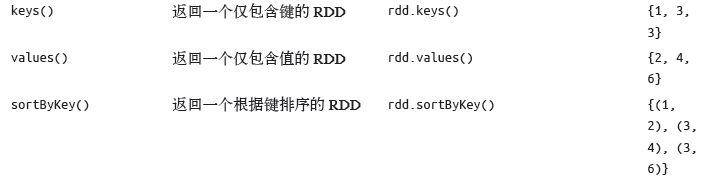 keys() 返回一个仅包含键的 RDD rdd.keys() {1, 3,
3}
values() 返回一个仅包含值的 RDD rdd.values() {2, 4,
6}
sortByKey() 返回一个根据键排序的 RDD rdd.sortByKey() {(1,
2), (3,
4), (3,
6)}